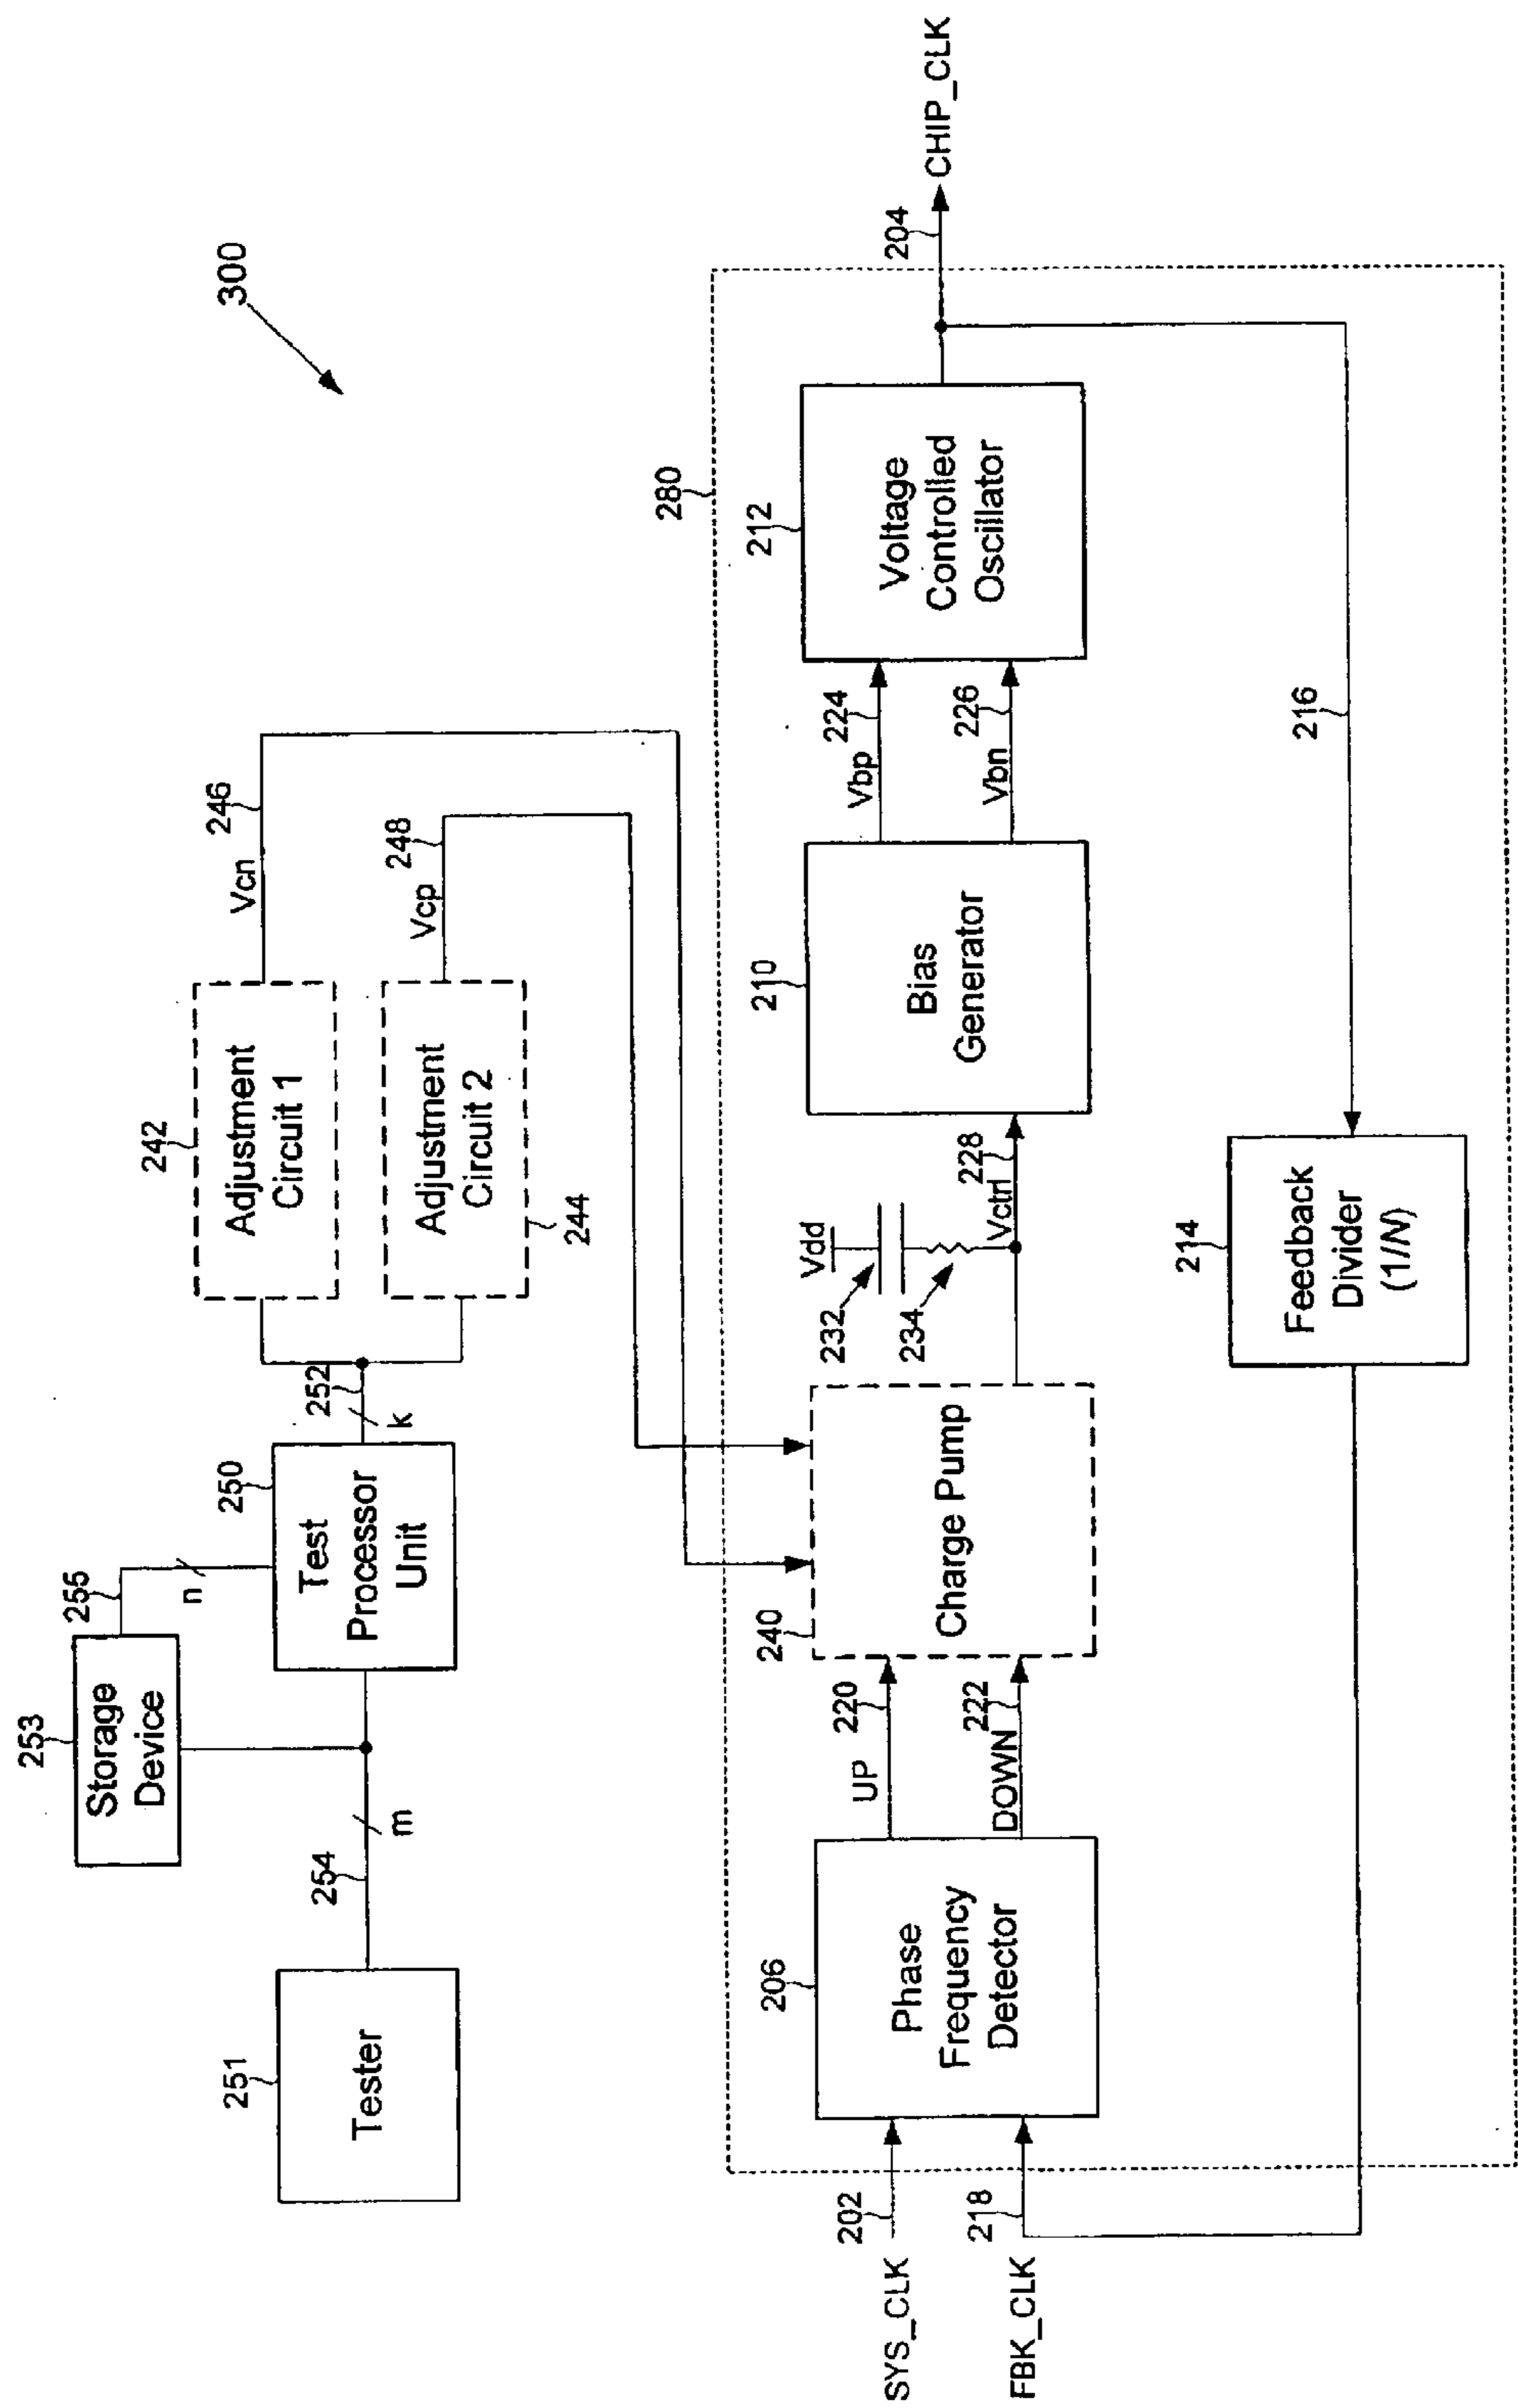 300
253
Storage
Device
255
n
251
Tester
254
m
250
Test
Processor
Unit
252
k
242
Adjustment
Circuit 1
Vcn
246
Adjustment
Circuit 2
244
Vcp
248
280
SYS_CLK
202
FBK_CLK
218
206
Phase
Frequency
Detector
UP
220
DOWN
222
240
Charge Pump
Vdd
232
234
Vctrl
228
210
Bias
Generator
Vbp
224
Vbn
226
212
Voltage
Controlled
Oscillator
204
CHIP_CLK
214
Feedback
Divider
(1/N)
216